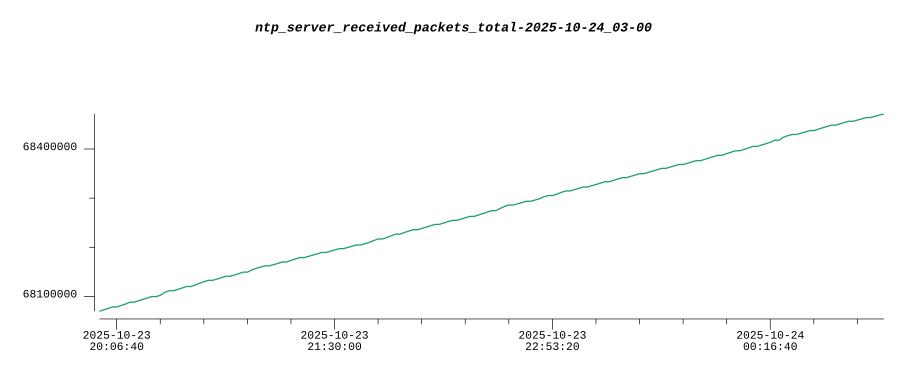 ntp_server_received_packets_total-2025-10-24_03-00
68400000
68100000
2025-10-23 2025-10-23 2025-10-23 2025-10-24
20:06:40 21:30:00 22:53:20 00:16:40